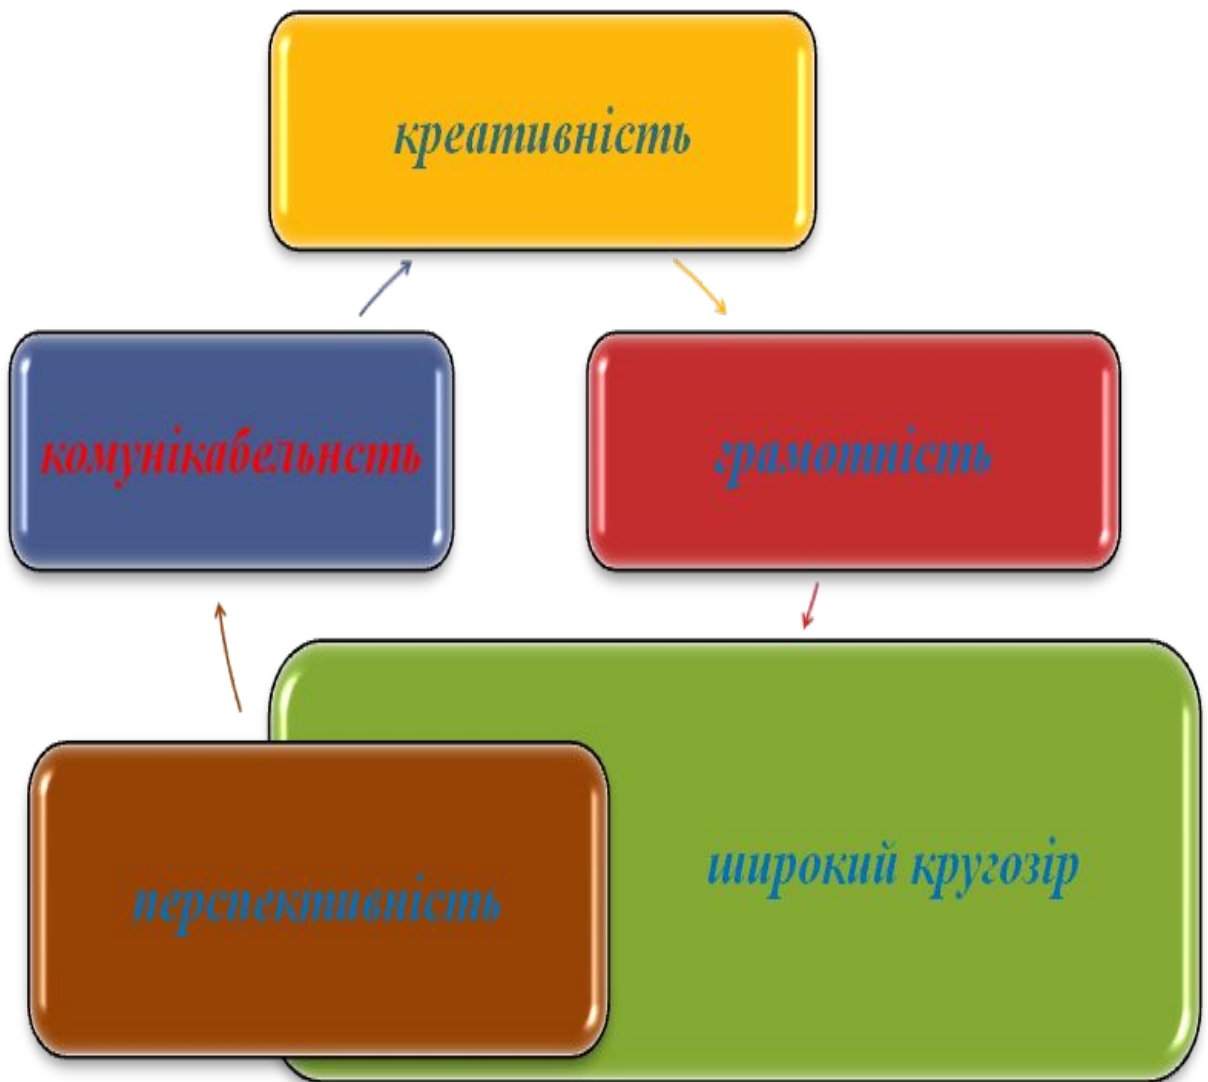 креативність
комунікабельнсть
грамотність
широкий кругозір
перспективність